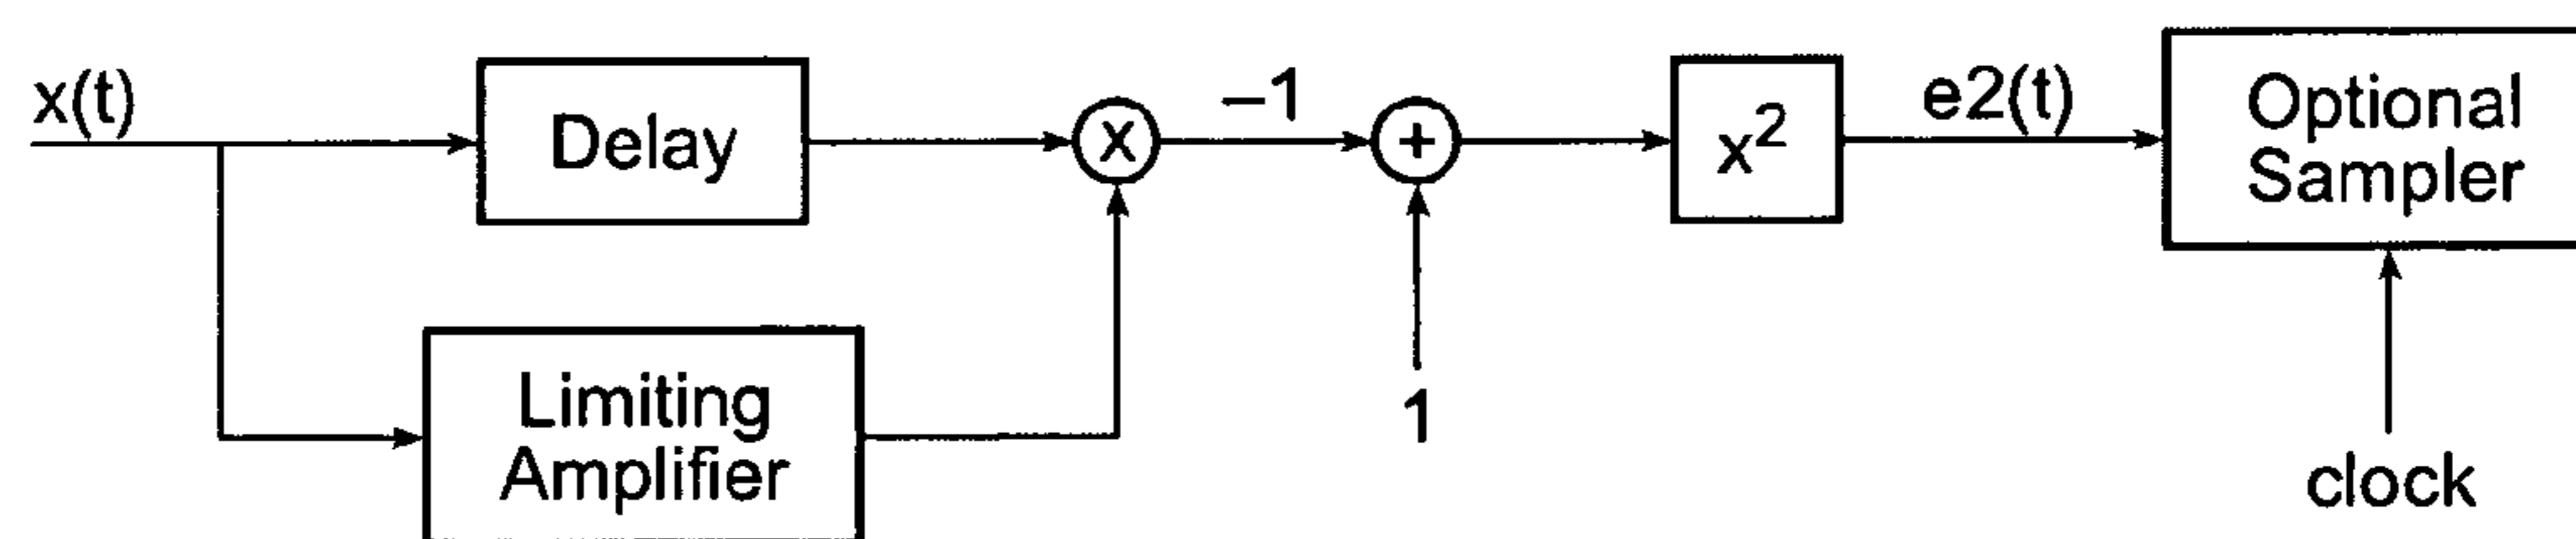 x(t)
Delay
x
–1
+
1
x²
e2(t)
Optional
Sampler
clock
Limiting
Amplifier